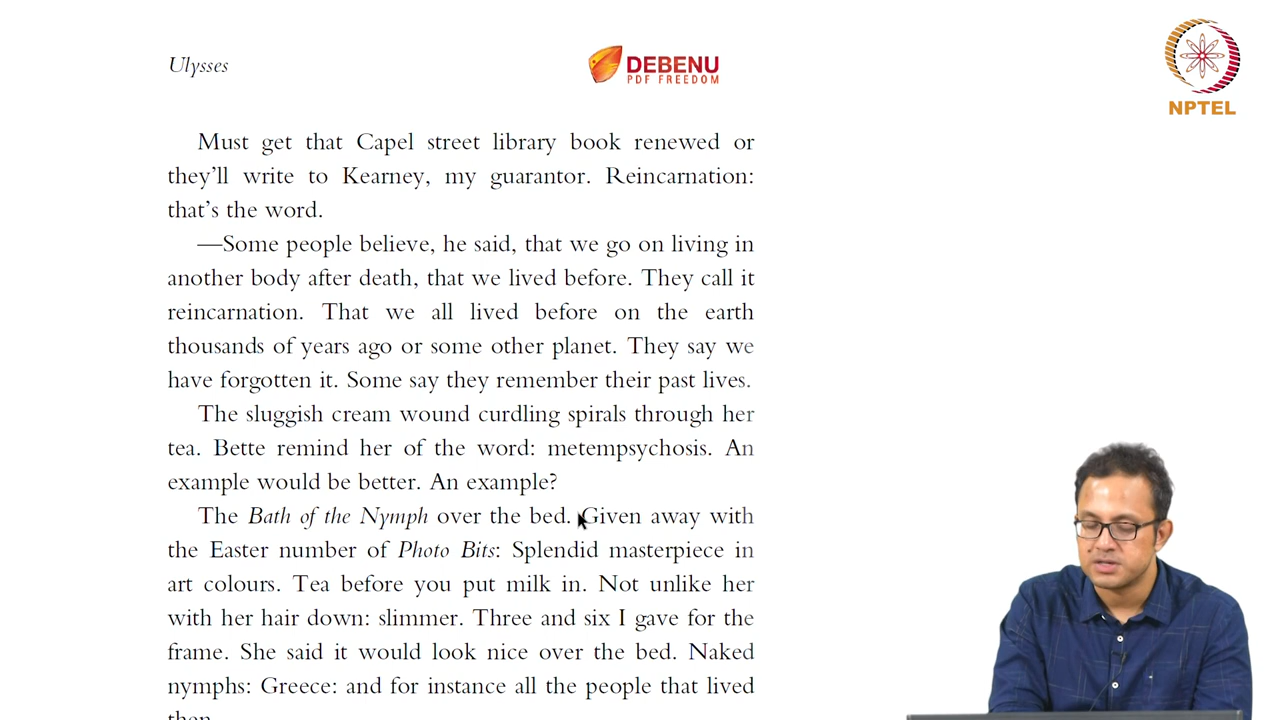 Ulysses
DEBENU
PDF FREEDOM
NPTEL
Must get that Capel street library book renewed or
they'll write to Kearney, my guarantor. Reincarnation:
that's the word.
—Some people believe, he said, that we go on living in
another body after death, that we lived before. They call it
reincarnation. That we all lived before on the earth
thousands of years ago or some other planet. They say we
have forgotten it. Some say they remember their past lives.
The sluggish cream wound curdling spirals through her
tea. Bette remind her of the word: metempsychosis. An
example would be better. An example?
The Bath of the Nymph over the bed. Given away with
the Easter number of Photo Bits: Splendid masterpiece in
art colours. Tea before you put milk in. Not unlike her
with her hair down: slimmer. Three and six I gave for the
frame. She said it would look nice over the bed. Naked
nymphs: Greece: and for instance all the people that lived
then.